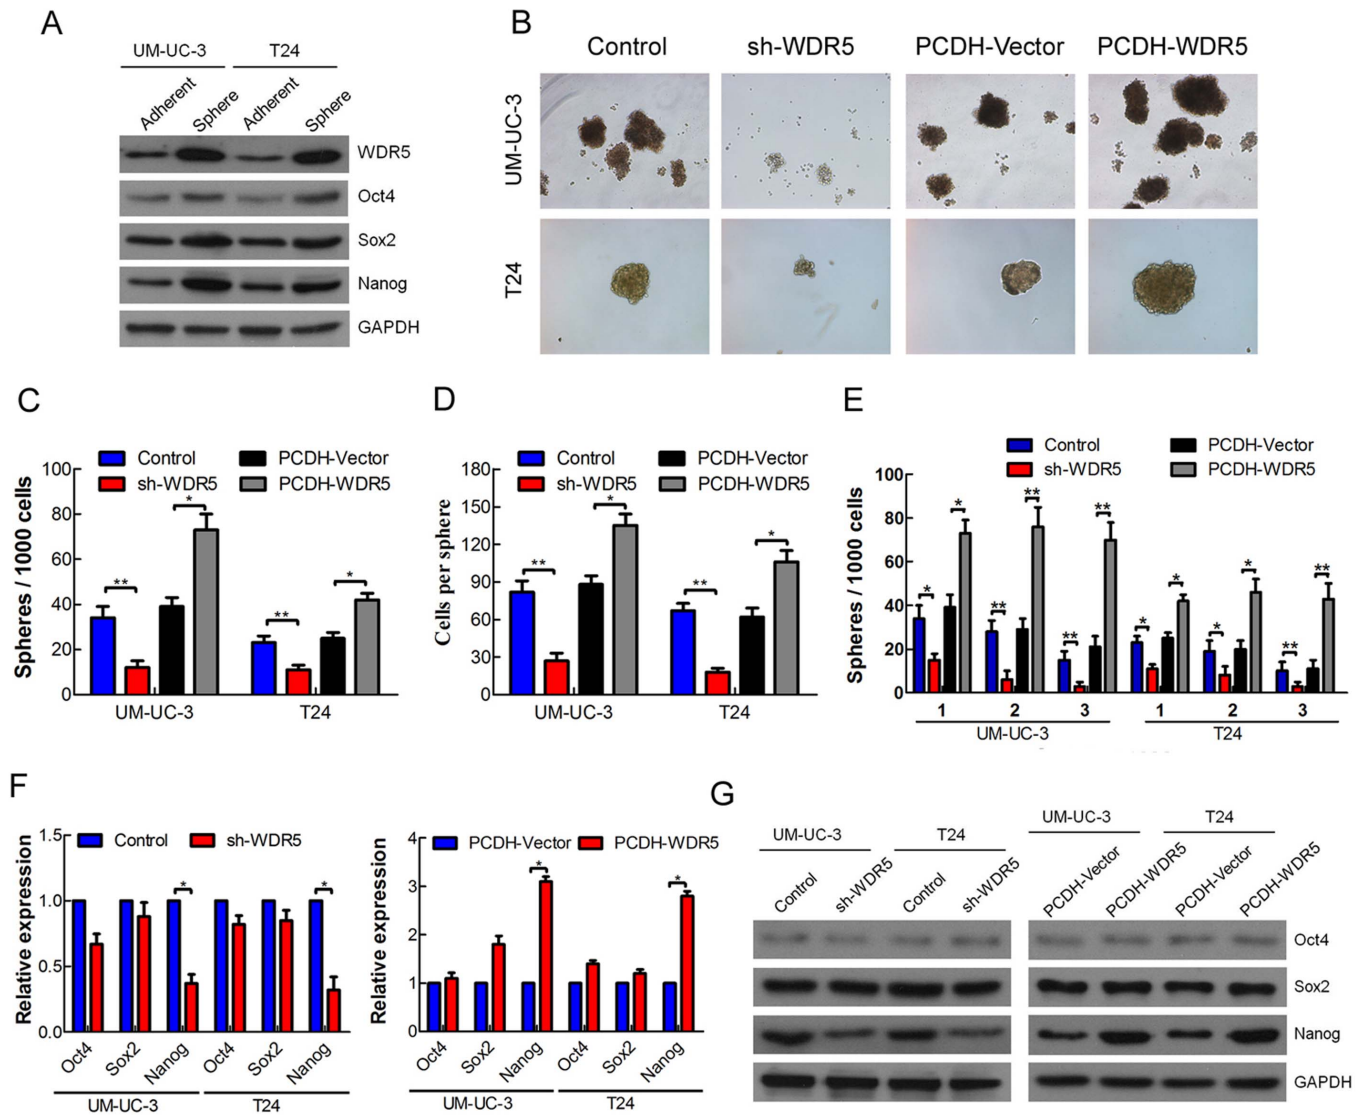 A
UM-UC-3 T24
Adherent Sphere Adherent Sphere
WDR5
Oct4
Sox2
Nanog
GAPDH
B
Control sh-WDR5 PCDH-Vector PCDH-WDR5
UM-UC-3
T24
C
Control PCDH-Vector
sh-WDR5 PCDH-WDR5
Spheres / 1000 cells
100
80
60
40
20
0
** * ** *
UM-UC-3 T24
D
Control PCDH-Vector
sh-WDR5 PCDH-WDR5
Cells per sphere
180
150
120
90
60
30
0
** * ** *
UM-UC-3 T24
E
Control PCDH-Vector
sh-WDR5 PCDH-WDR5
Spheres / 1000 cells
100
80
60
40
20
0
* * ** ** ** ** * * * * ** **
1 2 3 1 2 3
UM-UC-3 T24
F
Control sh-WDR5
Relative expression
1.5
1.0
0.5
0.0
* *
Oct4 Sox2 Nanog Oct4 Sox2 Nanog
UM-UC-3 T24
PCDH-Vector PCDH-WDR5
Relative expression
4
3
2
1
0
* *
Oct4 Sox2 Nanog Oct4 Sox2 Nanog
UM-UC-3 T24
G
UM-UC-3 T24 UM-UC-3 T24
Control sh-WDR5 Control sh-WDR5 PCDH-Vector PCDH-WDR5 PCDH-Vector PCDH-WDR5
Oct4
Sox2
Nanog
GAPDH